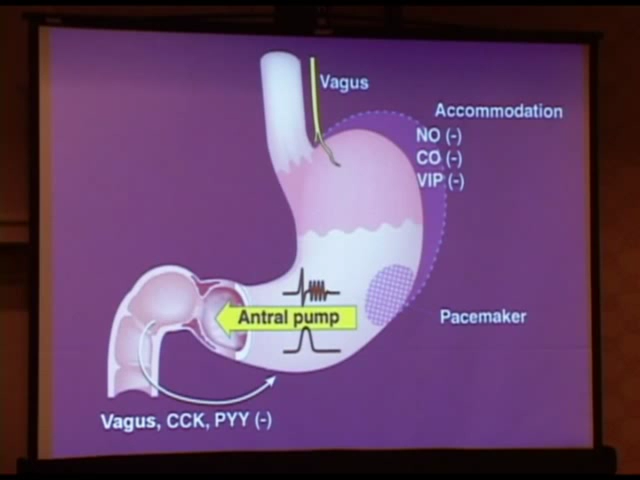 Vagus
Accommodation
NO (-)
CO (-)
VIP (-)
Antral pump
Pacemaker
Vagus, CCK, PYY (-)